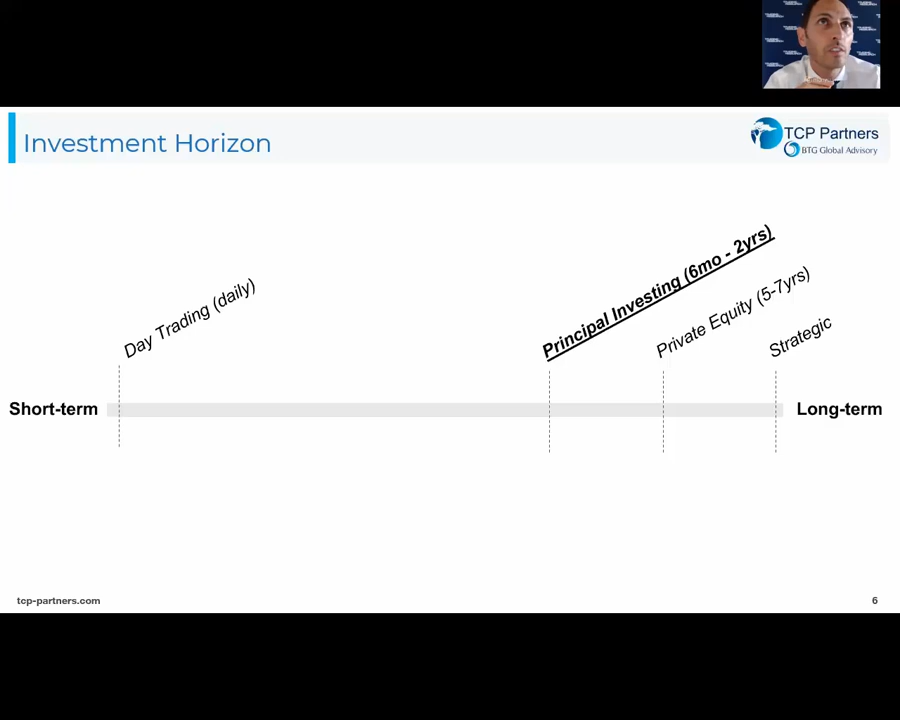 Investment Horizon
TCP Partners
BTG Global Advisory
Day Trading (daily)
Principal Investing (6mo - 2yrs)
Private Equity (5-7yrs)
Strategic
Short-term
Long-term
tcp-partners.com
6